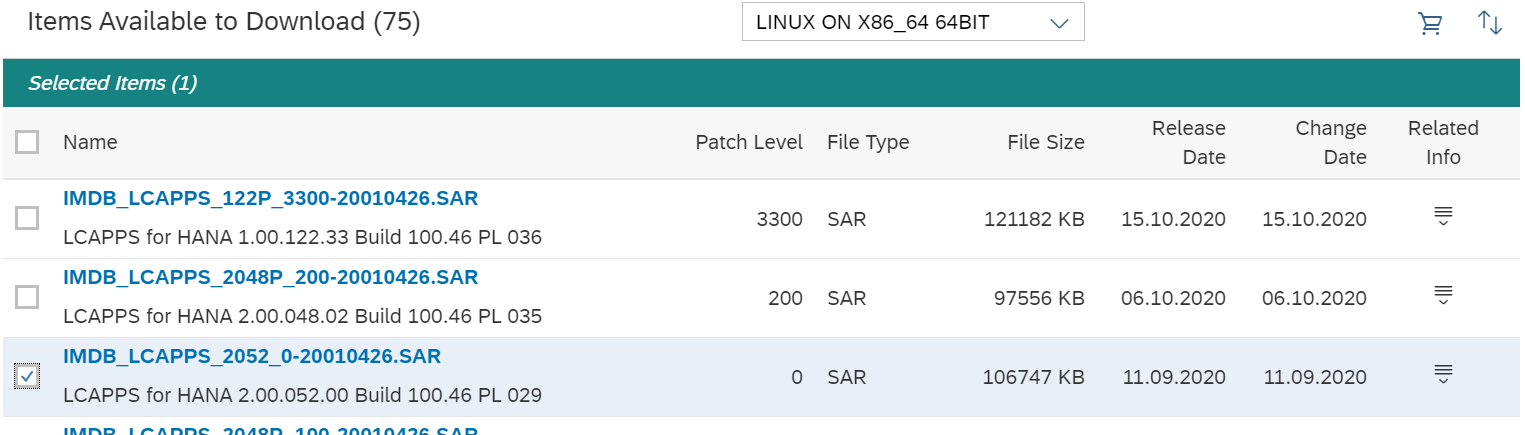 Items Available to Download (75)
LINUX ON X86_64 64BIT
Selected Items (1)
Name Patch Level File Type File Size Release Date Change Date Related Info
IMDB_LCAPPS_122P_3300-20010426.SAR
LCAPPS for HANA 1.00.122.33 Build 100.46 PL 036
3300 SAR 121182 KB 15.10.2020 15.10.2020
IMDB_LCAPPS_2048P_200-20010426.SAR
LCAPPS for HANA 2.00.048.02 Build 100.46 PL 035
200 SAR 97556 KB 06.10.2020 06.10.2020
IMDB_LCAPPS_2052_0-20010426.SAR
LCAPPS for HANA 2.00.052.00 Build 100.46 PL 029
0 SAR 106747 KB 11.09.2020 11.09.2020
IMDB_LCAPPS_2048P_100-20010426.SAR